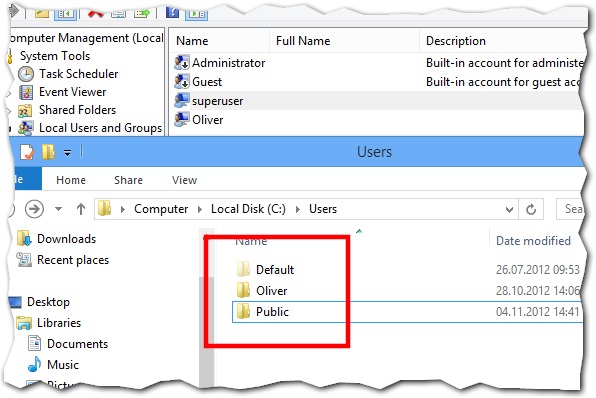 omputer Management (Local
System Tools
Task Scheduler
Event Viewer
Shared Folders
Local Users and Groups
Name Full Name Description
Administrator Built-in account for administe
Guest Built-in account for guest acc
superuser
Oliver
Users
le Home Share View
Computer Local Disk (C:) Users Sea
Downloads
Recent places
Desktop
Libraries
Documents
Music
Pictu
Name Date modified
Default 26.07.2012 09:53
Oliver 28.10.2012 14:06
Public 04.11.2012 14:41